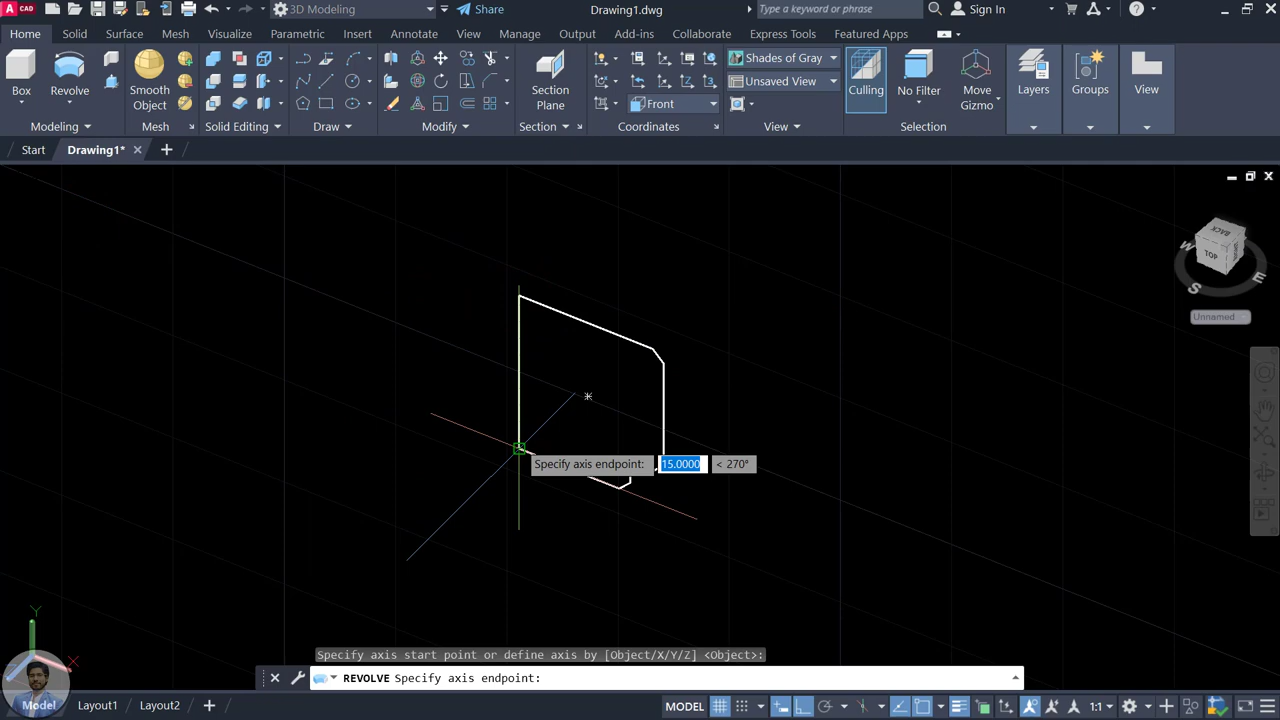 CAD
3D Modeling
Share
Drawing1.dwg
Type a keyword or phrase
Sign In
Home
Solid
Surface
Mesh
Visualize
Parametric
Insert
Annotate
View
Manage
Output
Add-ins
Collaborate
Express Tools
Featured Apps
Box
Revolve
Smooth
Object
Section
Plane
Front
Shades of Gray
Unsaved View
Culling
No Filter
Move
Gizmo
Layers
Groups
View
Modeling
Mesh
Solid Editing
Draw
Modify
Section
Coordinates
View
Selection
Start
Drawing1*
W
BACK
TOP
E
S
Unnamed
Specify axis endpoint:
15.0000
< 270°
Y
X
Specify axis start point or define axis by [Object/X/Y/Z] <Object>:
REVOLVE Specify axis endpoint:
Model
Layout1
Layout2
MODEL
1:1